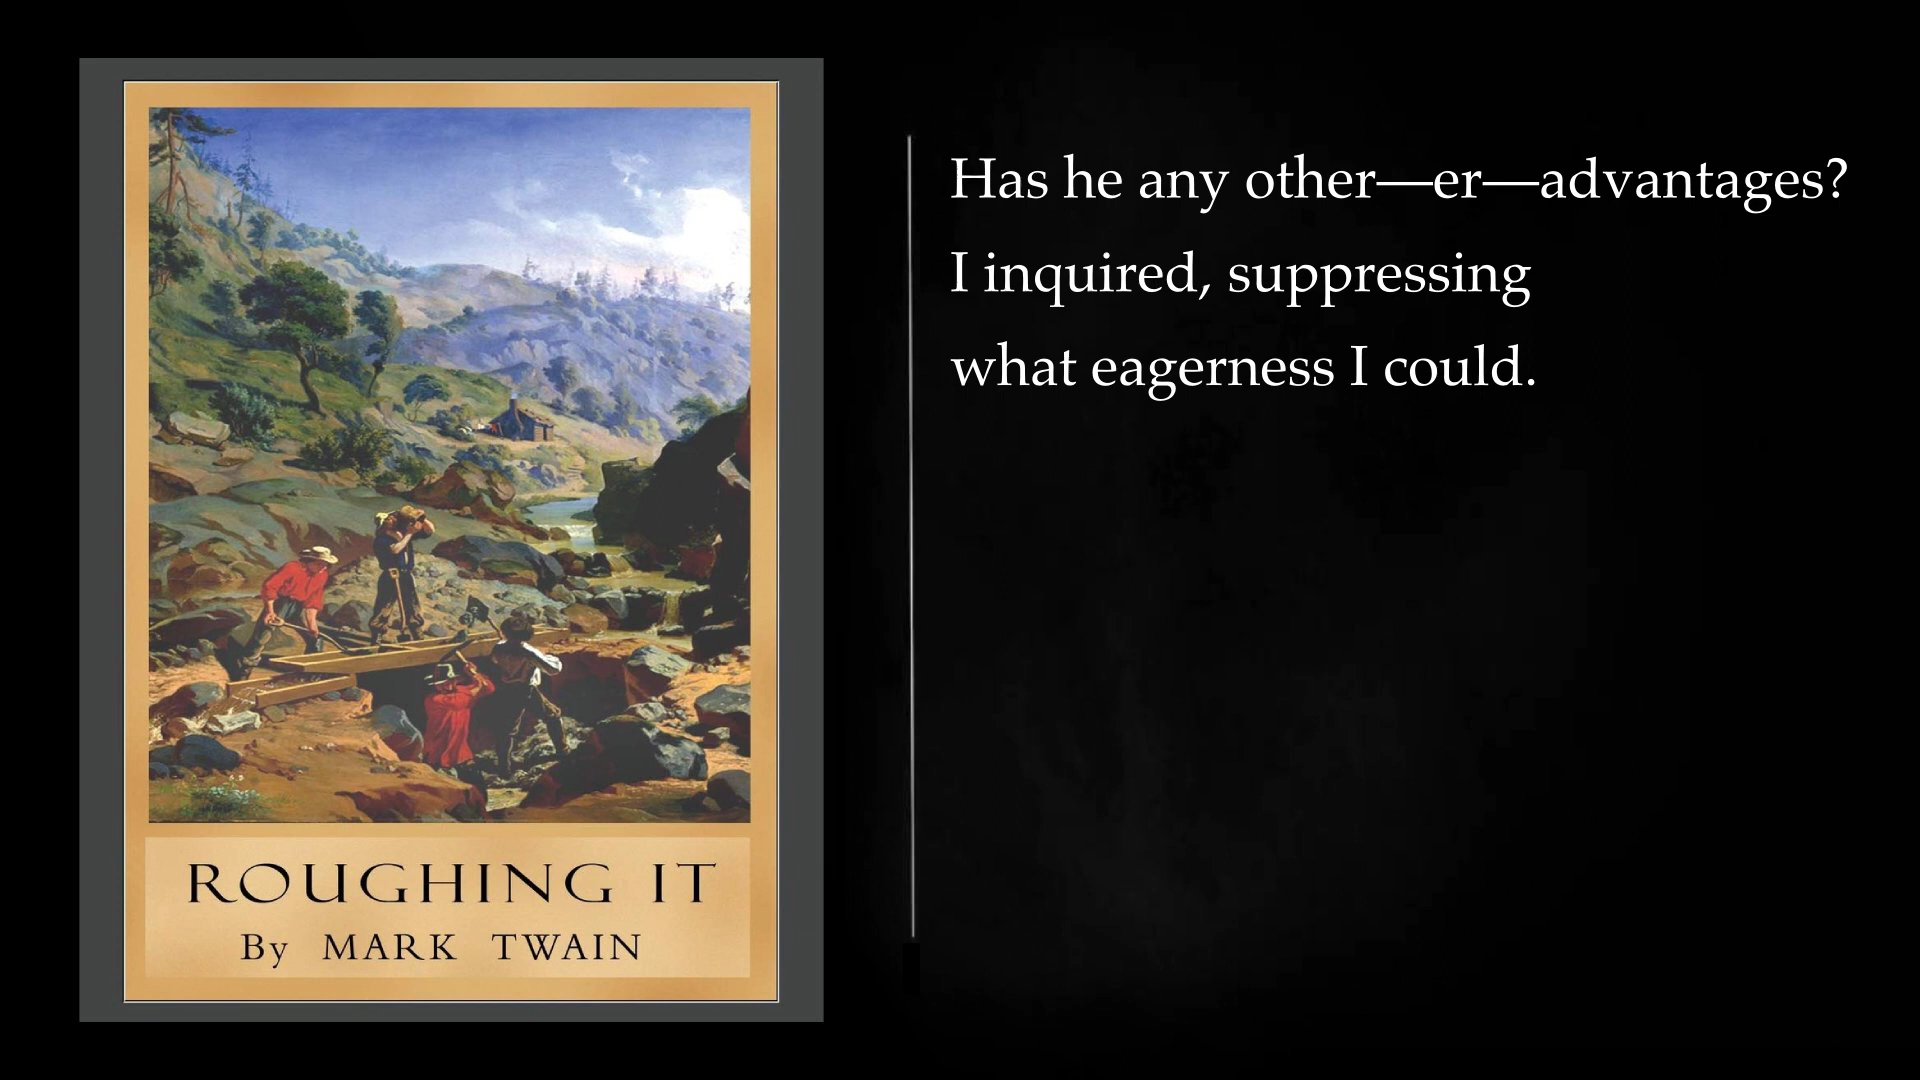 Has he any other—er—advantages?
I inquired, suppressing
what eagerness I could.
ROUGHING IT
By MARK TWAIN